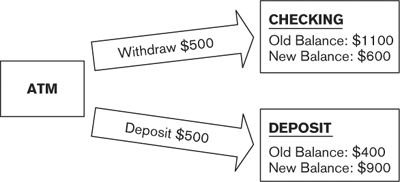 ATM
Withdraw $500
CHECKING
Old Balance: $1100
New Balance: $600
Deposit $500
DEPOSIT
Old Balance: $400
New Balance: $900